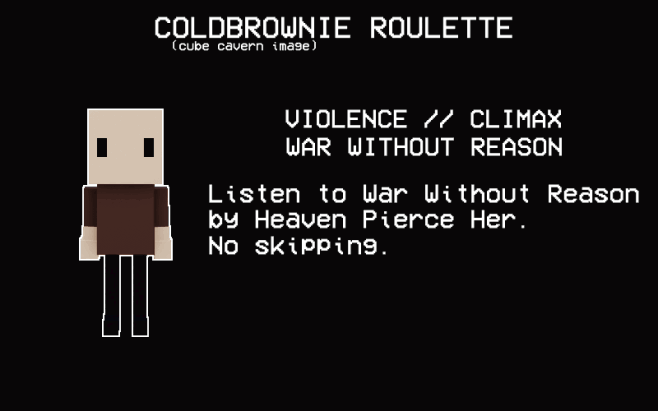 COLDBROWNIE ROULETTE
(cube cavern image)
VIOLENCE // CLIMAX
WAR WITHOUT REASON
Listen to War Without Reason
by Heaven Pierce Her.
No skipping.